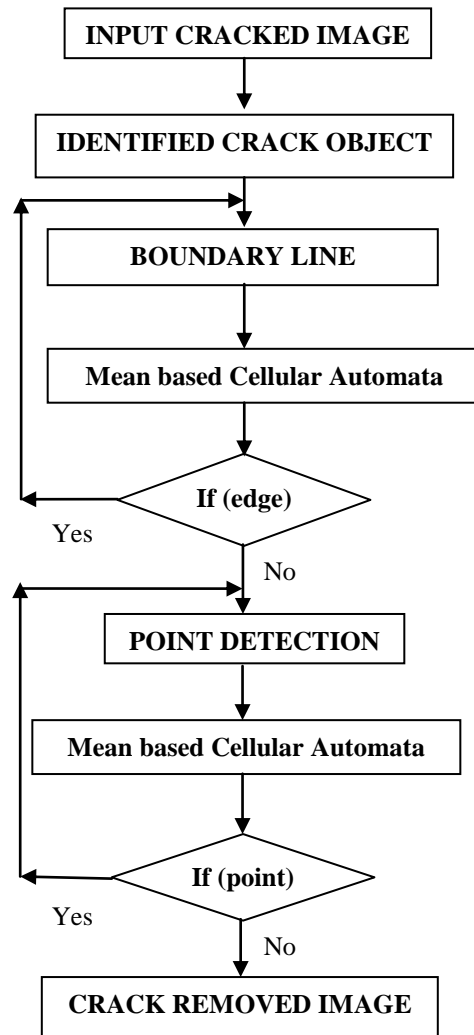 INPUT CRACKED IMAGE
IDENTIFIED CRACK OBJECT
BOUNDARY LINE
Mean based Cellular Automata
If (edge)
Yes
No
POINT DETECTION
Mean based Cellular Automata
If (point)
Yes
No
CRACK REMOVED IMAGE